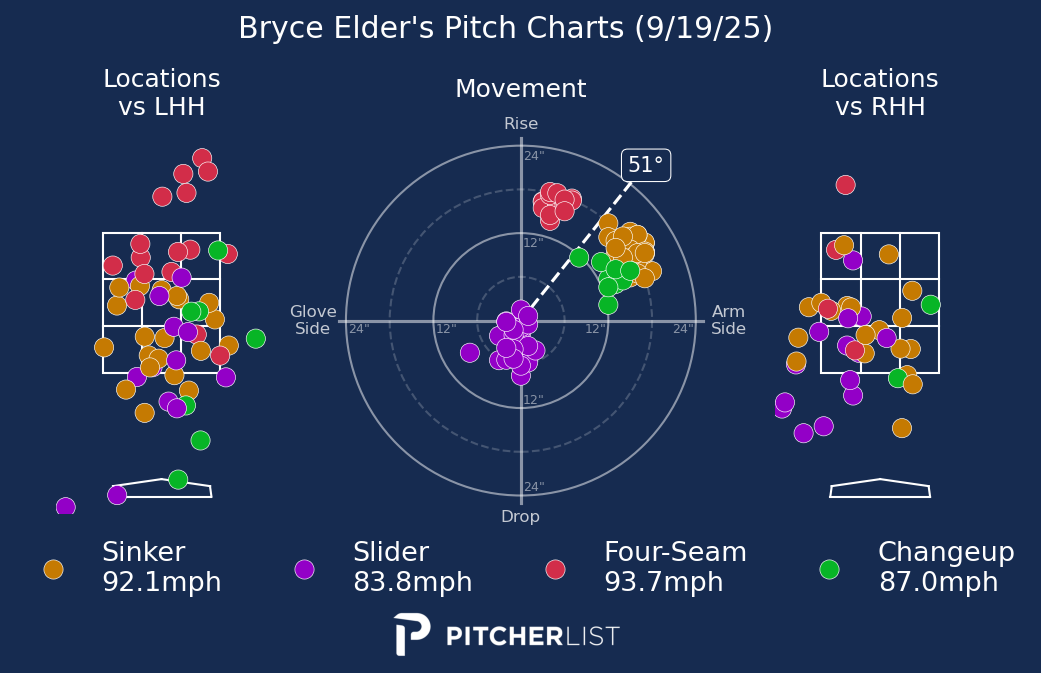 Bryce Elder's Pitch Charts (9/19/25)
Locations
vs LHH
Movement
Locations
vs RHH
Rise
24"
51°
12"
Glove
Side
24"
12"
12"
24"
Arm
Side
12"
24"
Drop
Sinker
92.1mph
Slider
83.8mph
Four-Seam
93.7mph
Changeup
87.0mph
PITCHERLIST